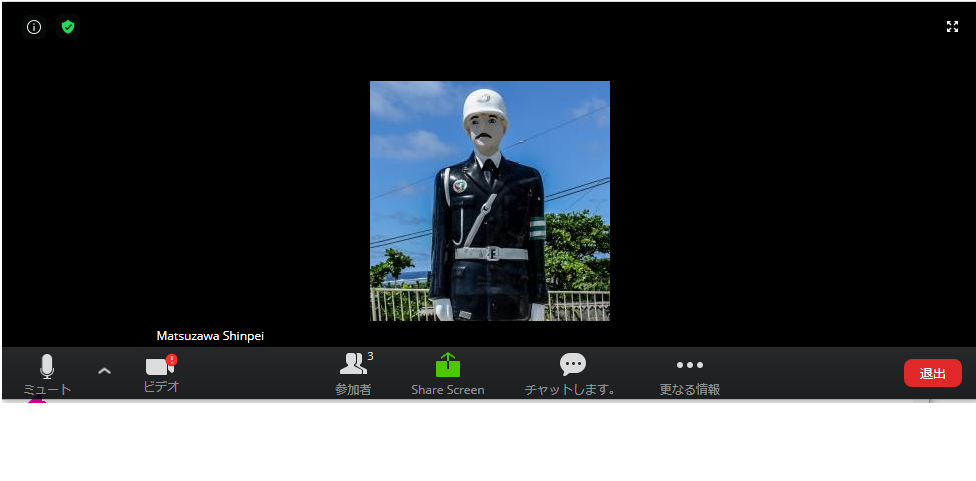 Matsuzawa Shinpei
3
ミュート
ビデオ
参加者
Share Screen
チャットします。
更なる情報
退出